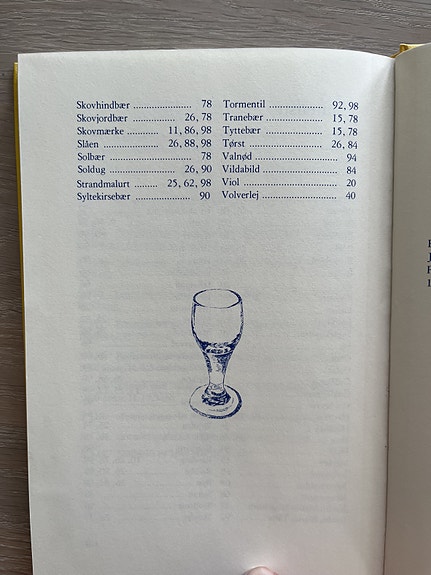 Skovhindbær ..................... 78
Skovjordbær ................ 26, 78
Skovmærke ............ 11, 86, 98
Slåen ....................... 26, 88, 98
Solbær ............................ 78
Soldug ......................... 26, 90
Strandmalurt ........ 25, 62, 98
Syltekirsebær .................... 90
Tormentil ................... 92, 98
Tranebær .................... 15, 78
Tyttebær ..................... 15, 78
Tørst ........................... 26, 84
Valnød ............................. 94
Vildabild .......................... 84
Viol .................................. 20
Volverlej .......................... 40